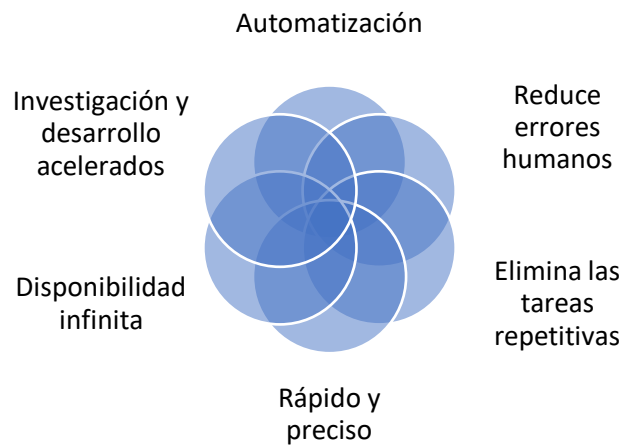 Automatización
Reduce
errores
humanos
Elimina las
tareas
repetitivas
Rápido y
preciso
Disponibilidad
infinita
Investigación y
desarrollo
acelerados